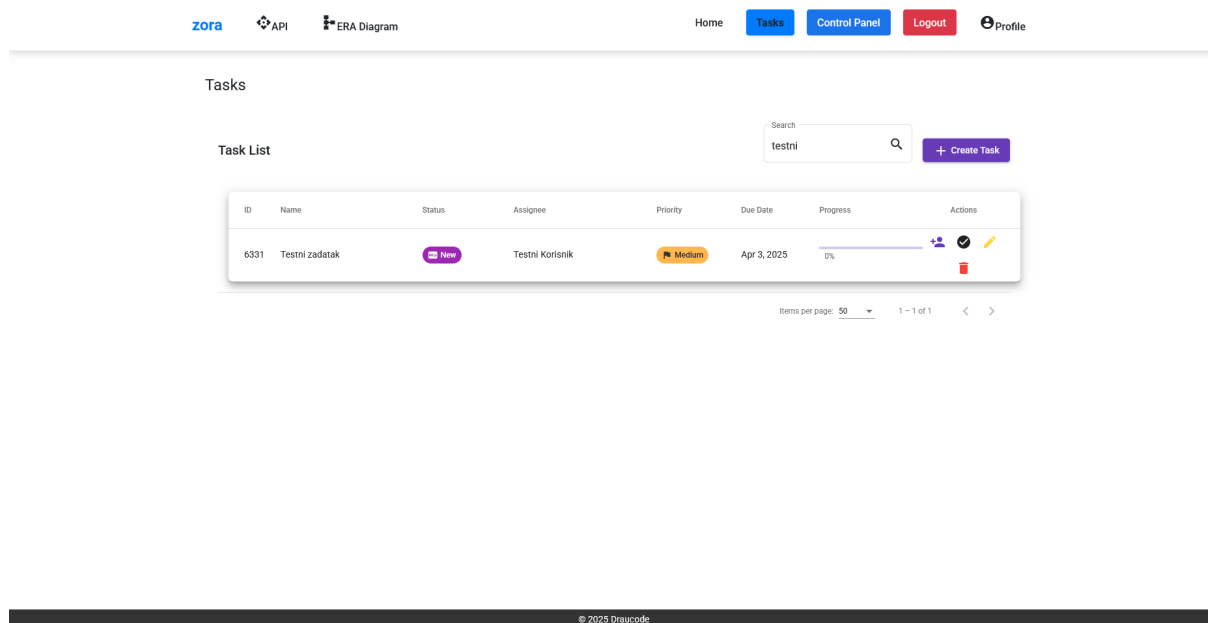 zora API ERA Diagram Home Tasks Control Panel Logout Profile
Tasks
Search
Task List testni Create Task
ID Name Status Assignee Priority Due Date Progress Actions
6331 Testni zadatak New Testni Korisnik Medium Apr 3, 2025 0%
Items per page: 50 1 – 1 of 1
© 2025 Draucode